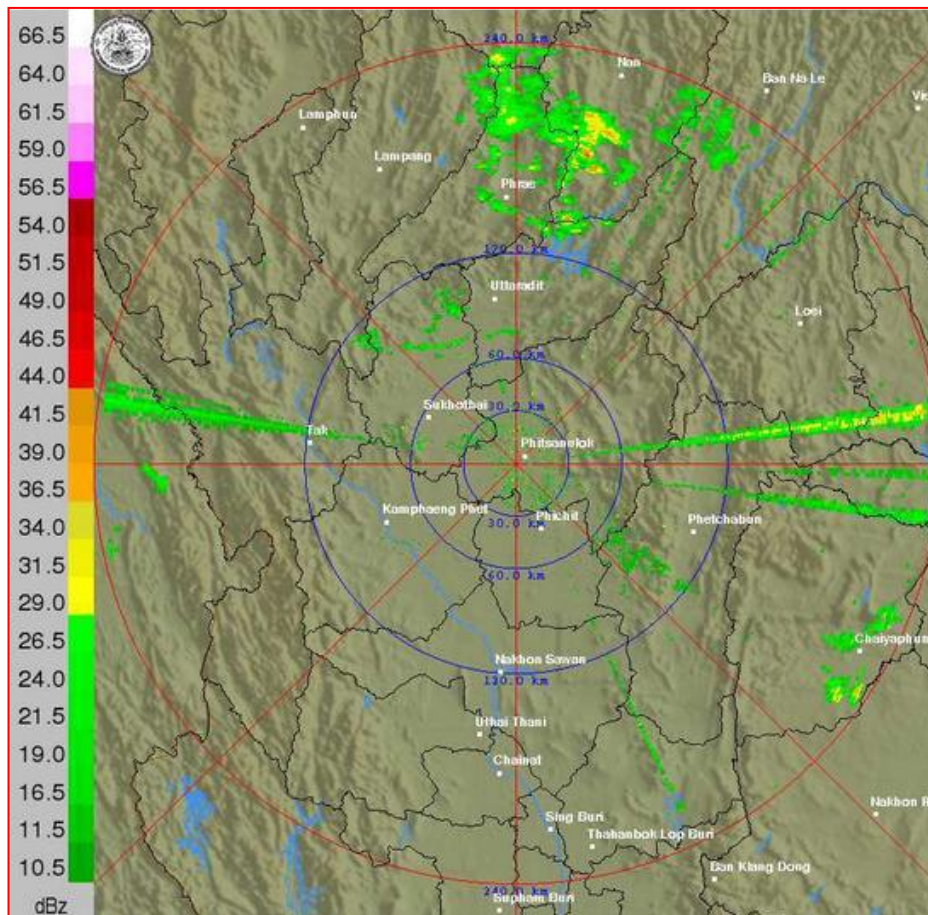 66.5
64.0
61.5
59.0
56.5
54.0
51.5
49.0
46.5
44.0
41.5
39.0
36.5
34.0
31.5
29.0
26.5
24.0
21.5
19.0
16.5
11.5
10.5
dBz
240.0 km
Nan
Ban Na Le
Lamphun
Lampang
Phrae
120.0 km
Uttaradit
Loei
60.0 km
Sukhothai
30.0 km
Tak
Phitsanulok
Kamphaeng Phet
Phichit
30.0 km
Phetchabun
60.0 km
Chaiyaphum
Nakhon Sawan
120.0 km
Uthai Thani
Chainat
Sing Buri
Thahanbok Lop Buri
Ban Klang Dong
240.0 km
Suphan Buri